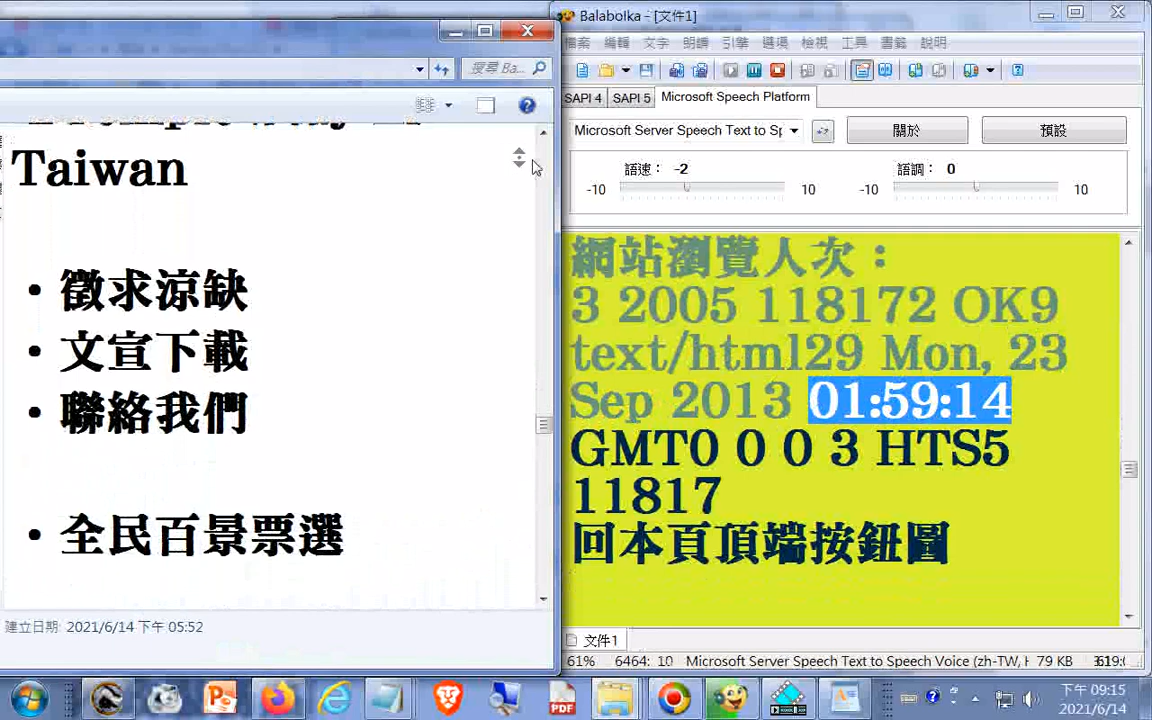 搜尋 Ba...
Taiwan
• 徵求涼缺
• 文宣下載
• 聯絡我們
• 全民百景票選
建立日期: 2021/6/14 下午 05:52
Balabolka - [文件1]
檔案 編輯 文字 朗讀 引擎 選項 檢視 工具 書籤 說明
SAPI 4 SAPI 5 Microsoft Speech Platform
Microsoft Server Speech Text to Sp
關於 預設
語速: -2 語調: 0
-10 10 -10 10
網站瀏覽人次：
3 2005 118172 OK9
text/html29 Mon, 23
Sep 2013 01:59:14
GMT0 0 0 3 HTS5
11817
回本頁頂端按鈕圖
文件1
61% 6464: 10 Microsoft Server Speech Text to Speech Voice (zh-TW, H 79 KB
PDF
下午 09:15
2021/6/14